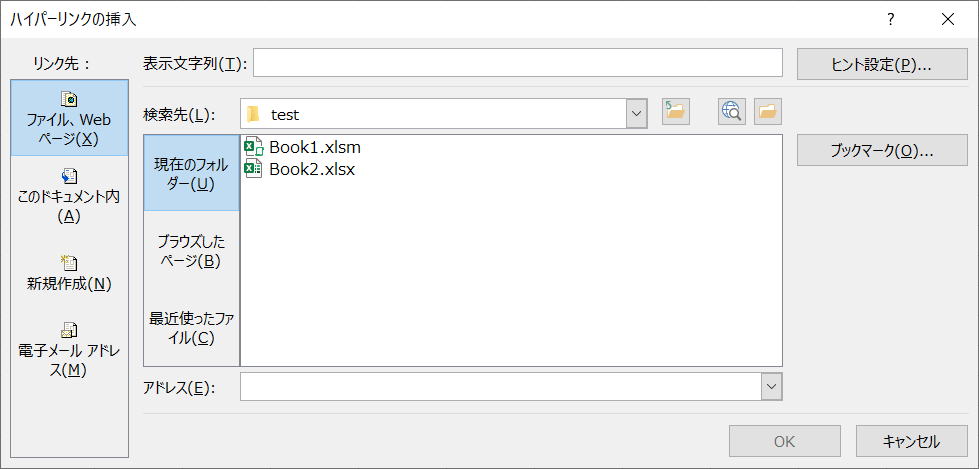 ハイパーリンクの挿入
?
リンク先：
表示文字列(T):
ヒント設定(P)...
ファイル、Web
ページ(X)
検索先(L):
test
このドキュメント内
(A)
新規作成(N)
電子メール アドレ
ス(M)
現在のフォル
ダー(U)
ブラウズした
ページ(B)
最近使ったファ
イル(C)
Book1.xlsm
Book2.xlsx
ブックマーク(O)...
アドレス(E):
OK
キャンセル